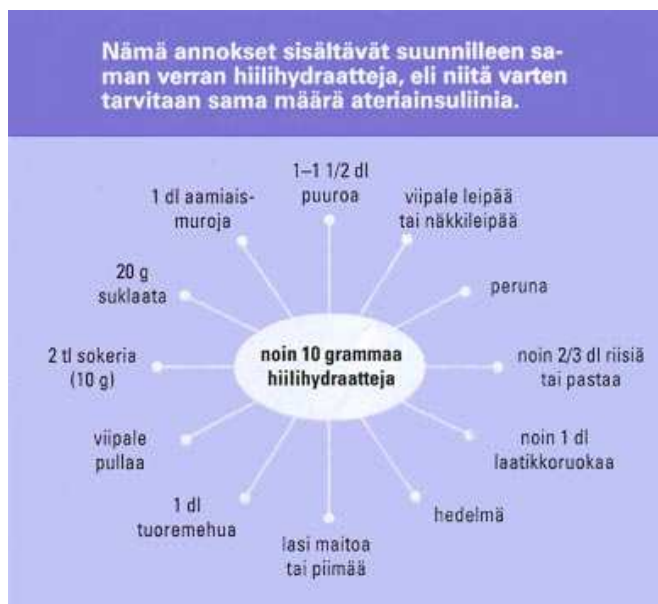 Nämä annokset sisältävät suunnilleen sa-
man verran hiilihydraatteja, eli niitä varten
tarvitaan sama määrä ateriainsuliinia.
1–1 1/2 dl
puuroa
viipale leipää
tai näkkileipää
peruna
noin 2/3 dl riisiä
tai pastaa
noin 1 dl
laatikkoruokaa
hedelmä
lasi maitoa
tai piimää
1 dl
tuoremehua
viipale
pullaa
2 tl sokeria
(10 g)
20 g
suklaata
1 dl aamiais-
muroja
noin 10 grammaa
hiilihydraatteja